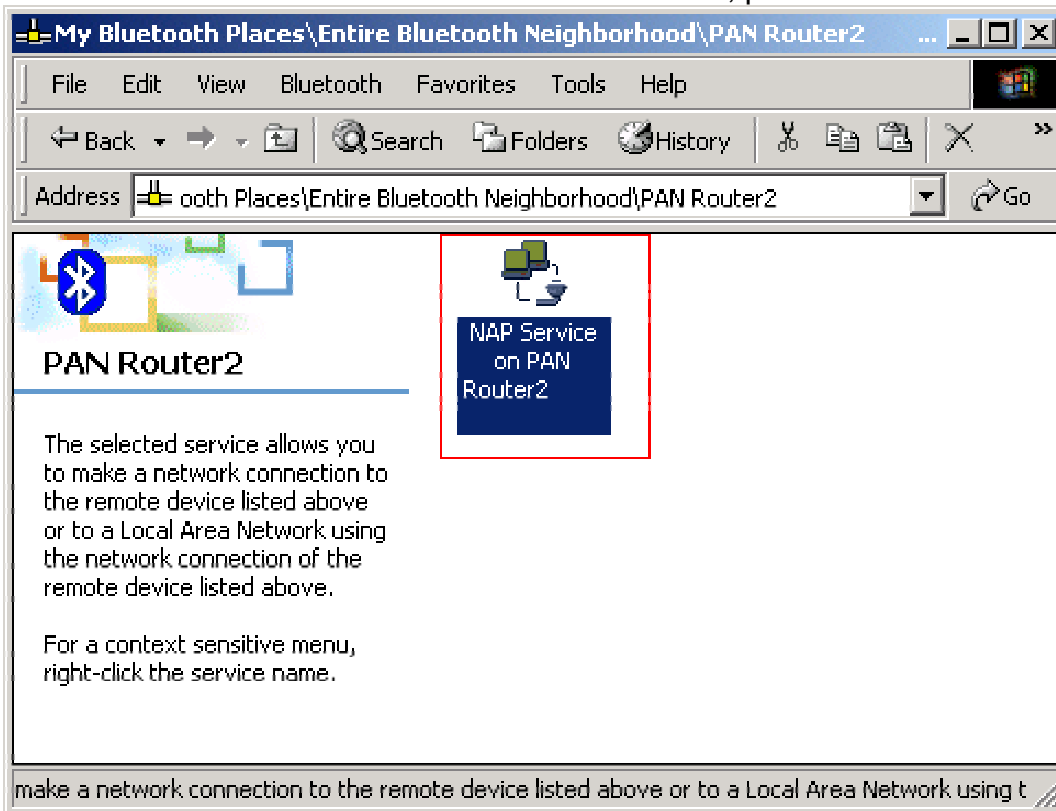 My Bluetooth Places\Entire Bluetooth Neighborhood\PAN Router2 ...
File Edit View Bluetooth Favorites Tools Help
Back Search Folders History »
Address ooth Places\Entire Bluetooth Neighborhood\PAN Router2 Go
NAP Service
on PAN
Router2
PAN Router2
The selected service allows you
to make a network connection to
the remote device listed above
or to a Local Area Network using
the network connection of the
remote device listed above.
For a context sensitive menu,
right-click the service name.
make a network connection to the remote device listed above or to a Local Area Network using t